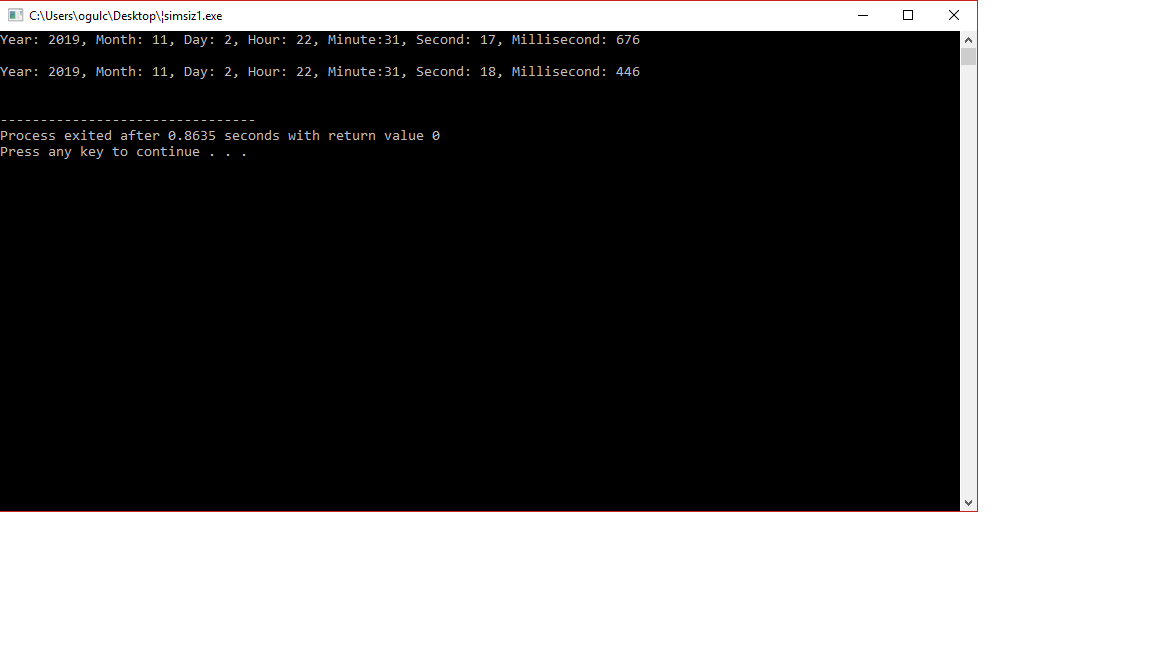 C:\Users\ogulc\Desktop\¦simsiz1.exe
Year: 2019, Month: 11, Day: 2, Hour: 22, Minute:31, Second: 17, Millisecond: 676
Year: 2019, Month: 11, Day: 2, Hour: 22, Minute:31, Second: 18, Millisecond: 446
--------------------------------
Process exited after 0.8635 seconds with return value 0
Press any key to continue . . .